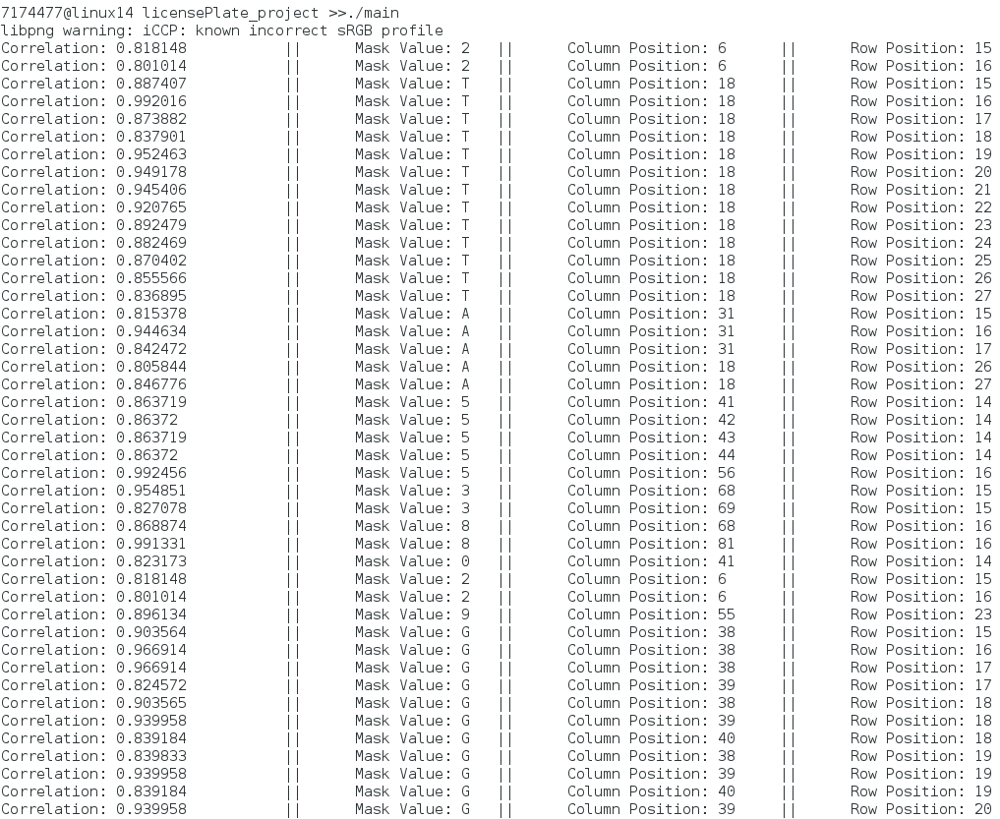 7174477@linux14 licensePlate_project >>./main
libpng warning: iCCP: known incorrect sRGB profile
Correlation: 0.818148 || Mask Value: 2 || Column Position: 6 || Row Position: 15
Correlation: 0.801014 || Mask Value: 2 || Column Position: 6 || Row Position: 16
Correlation: 0.887407 || Mask Value: T || Column Position: 18 || Row Position: 15
Correlation: 0.992016 || Mask Value: T || Column Position: 18 || Row Position: 16
Correlation: 0.873882 || Mask Value: T || Column Position: 18 || Row Position: 17
Correlation: 0.837901 || Mask Value: T || Column Position: 18 || Row Position: 18
Correlation: 0.952463 || Mask Value: T || Column Position: 18 || Row Position: 19
Correlation: 0.949178 || Mask Value: T || Column Position: 18 || Row Position: 20
Correlation: 0.945406 || Mask Value: T || Column Position: 18 || Row Position: 21
Correlation: 0.920765 || Mask Value: T || Column Position: 18 || Row Position: 22
Correlation: 0.892479 || Mask Value: T || Column Position: 18 || Row Position: 23
Correlation: 0.882469 || Mask Value: T || Column Position: 18 || Row Position: 24
Correlation: 0.870402 || Mask Value: T || Column Position: 18 || Row Position: 25
Correlation: 0.855566 || Mask Value: T || Column Position: 18 || Row Position: 26
Correlation: 0.836895 || Mask Value: T || Column Position: 18 || Row Position: 27
Correlation: 0.815378 || Mask Value: A || Column Position: 31 || Row Position: 15
Correlation: 0.944634 || Mask Value: A || Column Position: 31 || Row Position: 16
Correlation: 0.842472 || Mask Value: A || Column Position: 31 || Row Position: 17
Correlation: 0.805844 || Mask Value: A || Column Position: 18 || Row Position: 26
Correlation: 0.846776 || Mask Value: A || Column Position: 18 || Row Position: 27
Correlation: 0.863719 || Mask Value: 5 || Column Position: 41 || Row Position: 14
Correlation: 0.86372 || Mask Value: 5 || Column Position: 42 || Row Position: 14
Correlation: 0.863719 || Mask Value: 5 || Column Position: 43 || Row Position: 14
Correlation: 0.86372 || Mask Value: 5 || Column Position: 44 || Row Position: 14
Correlation: 0.992456 || Mask Value: 5 || Column Position: 56 || Row Position: 16
Correlation: 0.954851 || Mask Value: 3 || Column Position: 68 || Row Position: 15
Correlation: 0.827078 || Mask Value: 3 || Column Position: 69 || Row Position: 15
Correlation: 0.868874 || Mask Value: 8 || Column Position: 68 || Row Position: 16
Correlation: 0.991331 || Mask Value: 8 || Column Position: 81 || Row Position: 16
Correlation: 0.823173 || Mask Value: 0 || Column Position: 41 || Row Position: 14
Correlation: 0.818148 || Mask Value: 2 || Column Position: 6 || Row Position: 15
Correlation: 0.801014 || Mask Value: 2 || Column Position: 6 || Row Position: 16
Correlation: 0.896134 || Mask Value: 9 || Column Position: 55 || Row Position: 23
Correlation: 0.903564 || Mask Value: G || Column Position: 38 || Row Position: 15
Correlation: 0.966914 || Mask Value: G || Column Position: 38 || Row Position: 16
Correlation: 0.966914 || Mask Value: G || Column Position: 38 || Row Position: 17
Correlation: 0.824572 || Mask Value: G || Column Position: 39 || Row Position: 17
Correlation: 0.903565 || Mask Value: G || Column Position: 38 || Row Position: 18
Correlation: 0.939958 || Mask Value: G || Column Position: 39 || Row Position: 18
Correlation: 0.839184 || Mask Value: G || Column Position: 40 || Row Position: 18
Correlation: 0.839833 || Mask Value: G || Column Position: 38 || Row Position: 19
Correlation: 0.939958 || Mask Value: G || Column Position: 39 || Row Position: 19
Correlation: 0.839184 || Mask Value: G || Column Position: 40 || Row Position: 19
Correlation: 0.939958 || Mask Value: G || Column Position: 39 || Row Position: 20